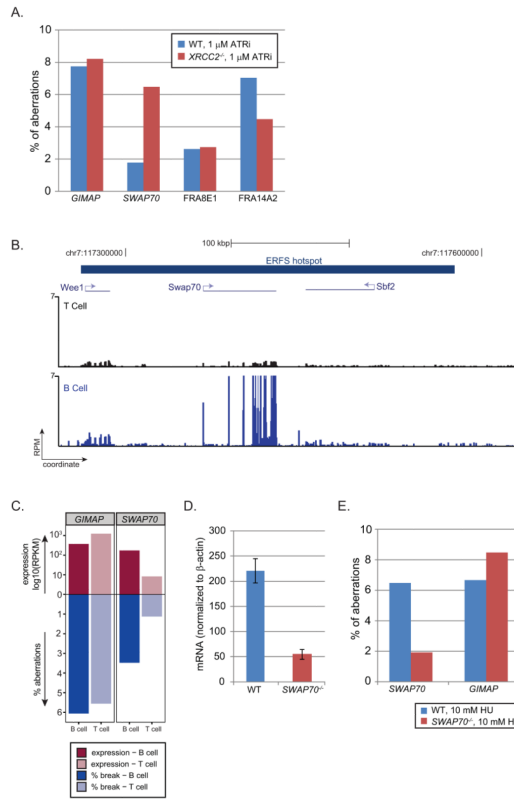 A.
10
8
6
4
2
0
% of aberrations
WT, 1 μM ATRi
XRCC2-/-, 1 μM ATRi
GIMAP
SWAP70
FRA8E1
FRA14A2
B.
100 kbp
chr7:117300000
chr7:117600000
ERFS hotspot
Wee1
Swap70
Sbf2
7
T Cell
7
B Cell
RPM
coordinate
C.
GIMAP
SWAP70
expression
log10(RPKM)
10³
10²
10
0
1
2
3
4
5
6
% aberrations
B cell
T cell
B cell
T cell
expression – B cell
expression – T cell
% break – B cell
% break – T cell
D.
mRNA (normalized to β-actin)
300
250
200
150
100
50
0
WT
SWAP70-/-
E.
% of aberrations
10
8
6
4
2
0
SWAP70
GIMAP
WT, 10 mM HU
SWAP70-/-, 10 mM H